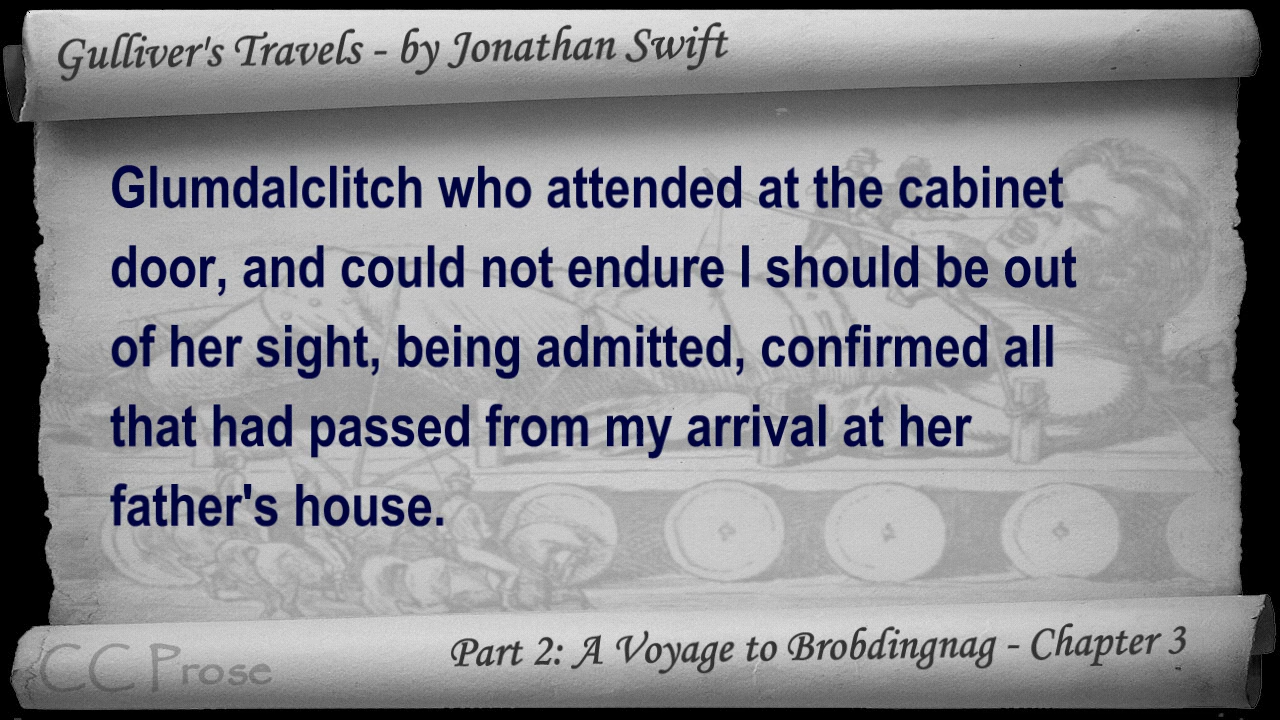 Gulliver's Travels - by Jonathan Swift
Glumdalclitch who attended at the cabinet
door, and could not endure I should be out
of her sight, being admitted, confirmed all
that had passed from my arrival at her
father's house.
Part 2: A Voyage to Brobdingnag - Chapter 3
CC Prose